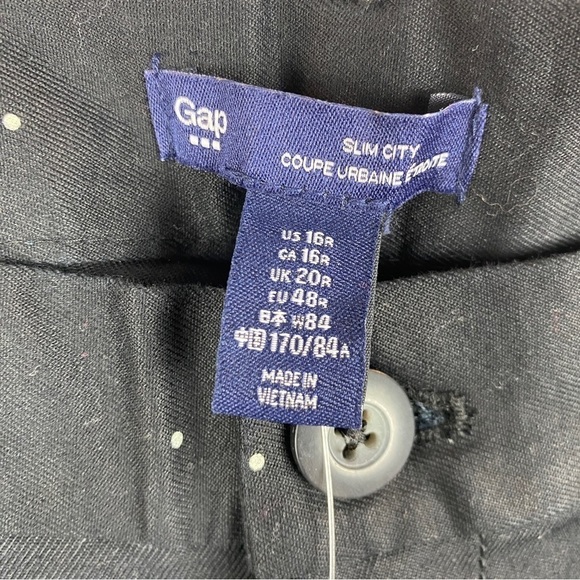 Gap
SLIM CITY
COUPE URBAINE ÉTROITE
US 16R
CA 16R
UK 20R
EU 48R
日本 W84
中国 170/84A
MADE IN
VIETNAM